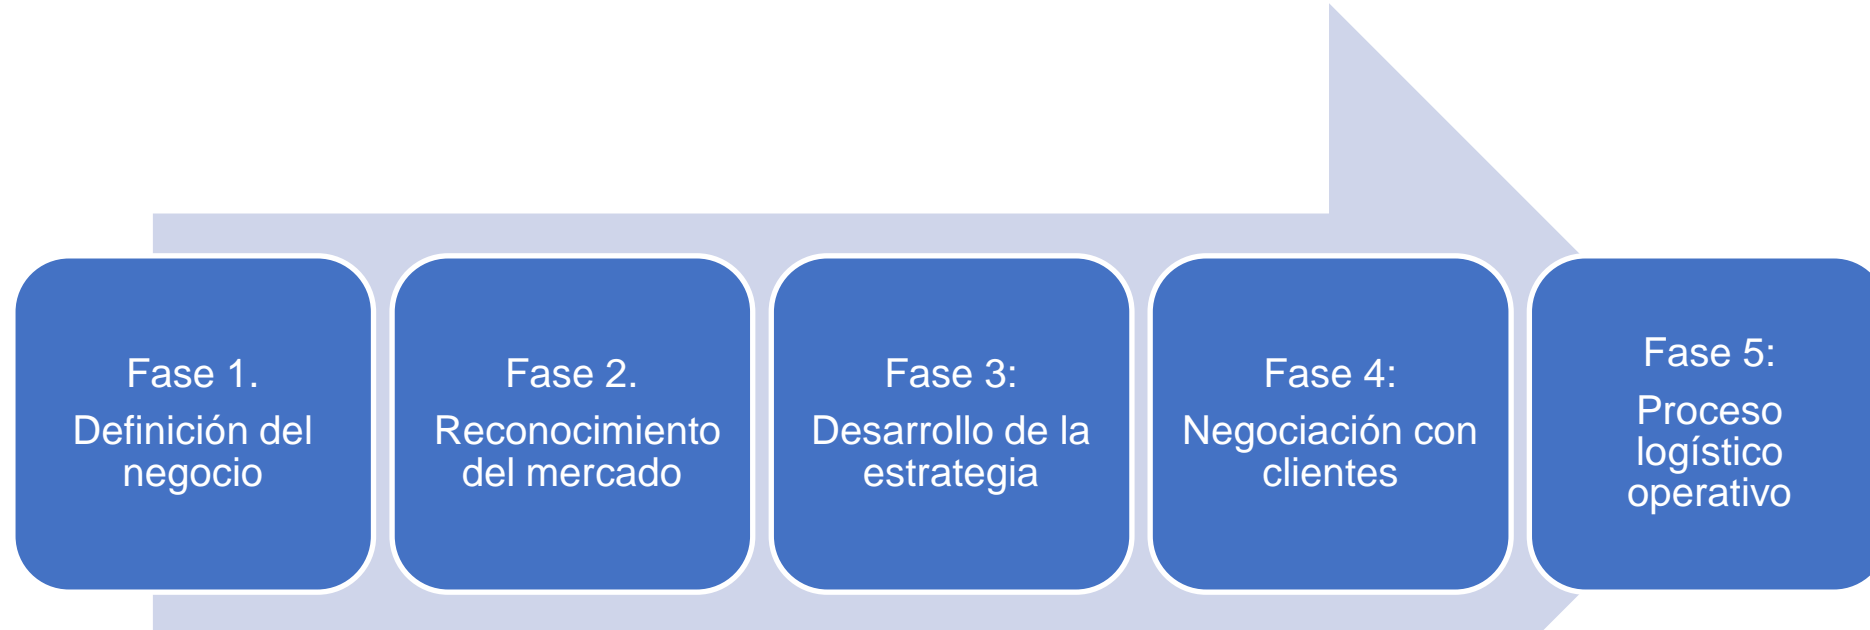 Fase 1.
Definición del
negocio
Fase 2.
Reconocimiento
del mercado
Fase 3:
Desarrollo de la
estrategia
Fase 4:
Negociación con
clientes
Fase 5:
Proceso
logístico
operativo